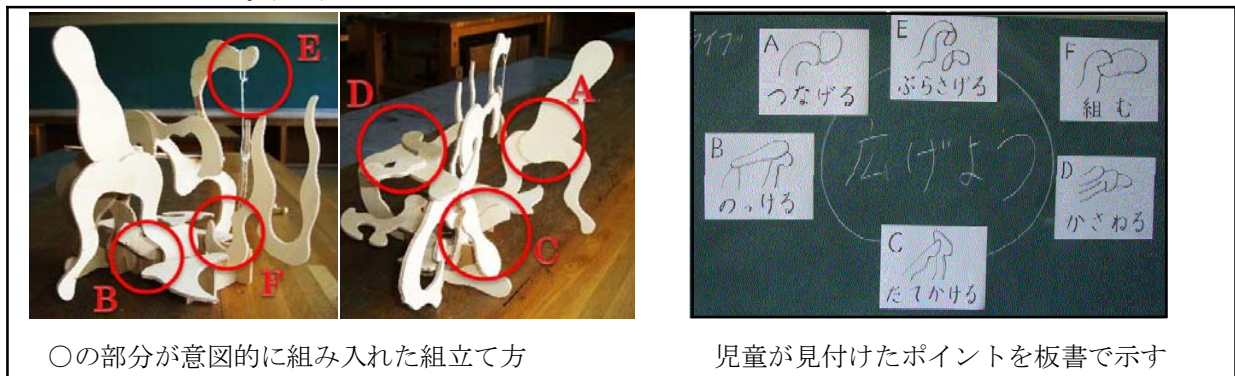 E
D
A
C
B
F
ライブ
A
つなげる
E
ぶらさげる
F
組む
B
のっける
広げよう
D
かさねる
C
たてかける
○の部分が意図的に組み入れた組立て方
児童が見付けたポイントを板書で示す